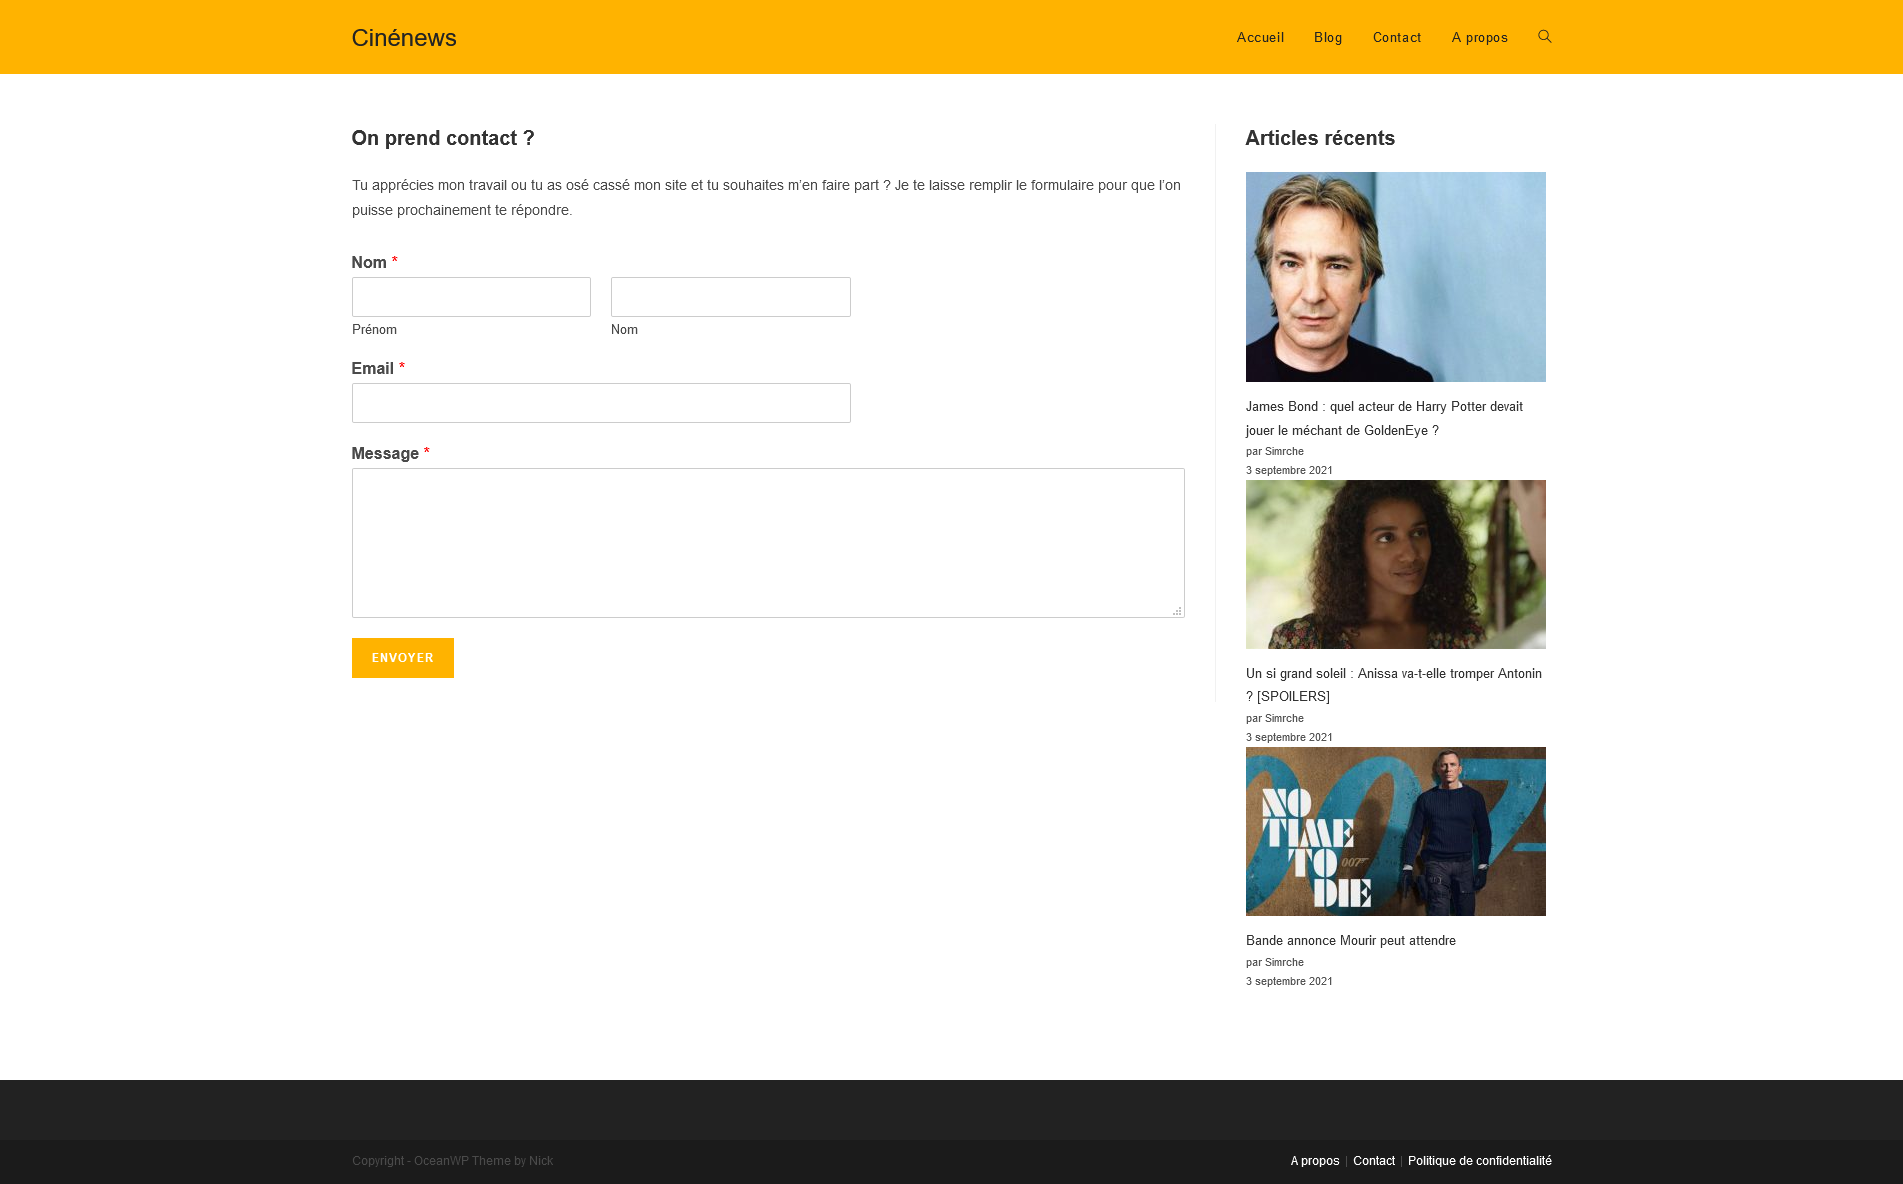 Cinénews
Accueil
Blog
Contact
A propos
On prend contact ?
Tu apprécies mon travail ou tu as osé cassé mon site et tu souhaites m’en faire part ? Je te laisse remplir le formulaire pour que l’on
puisse prochainement te répondre.
Nom *
Prénom
Nom
Email *
Message *
ENVOYER
Articles récents
James Bond : quel acteur de Harry Potter devait
jouer le méchant de GoldenEye ?
par Simrche
3 septembre 2021
Un si grand soleil : Anissa va-t-elle tromper Antonin
? [SPOILERS]
par Simrche
3 septembre 2021
007
NO
TIME
TO
007
DIE
Bande annonce Mourir peut attendre
par Simrche
3 septembre 2021
Copyright - OceanWP Theme by Nick
A propos | Contact | Politique de confidentialité